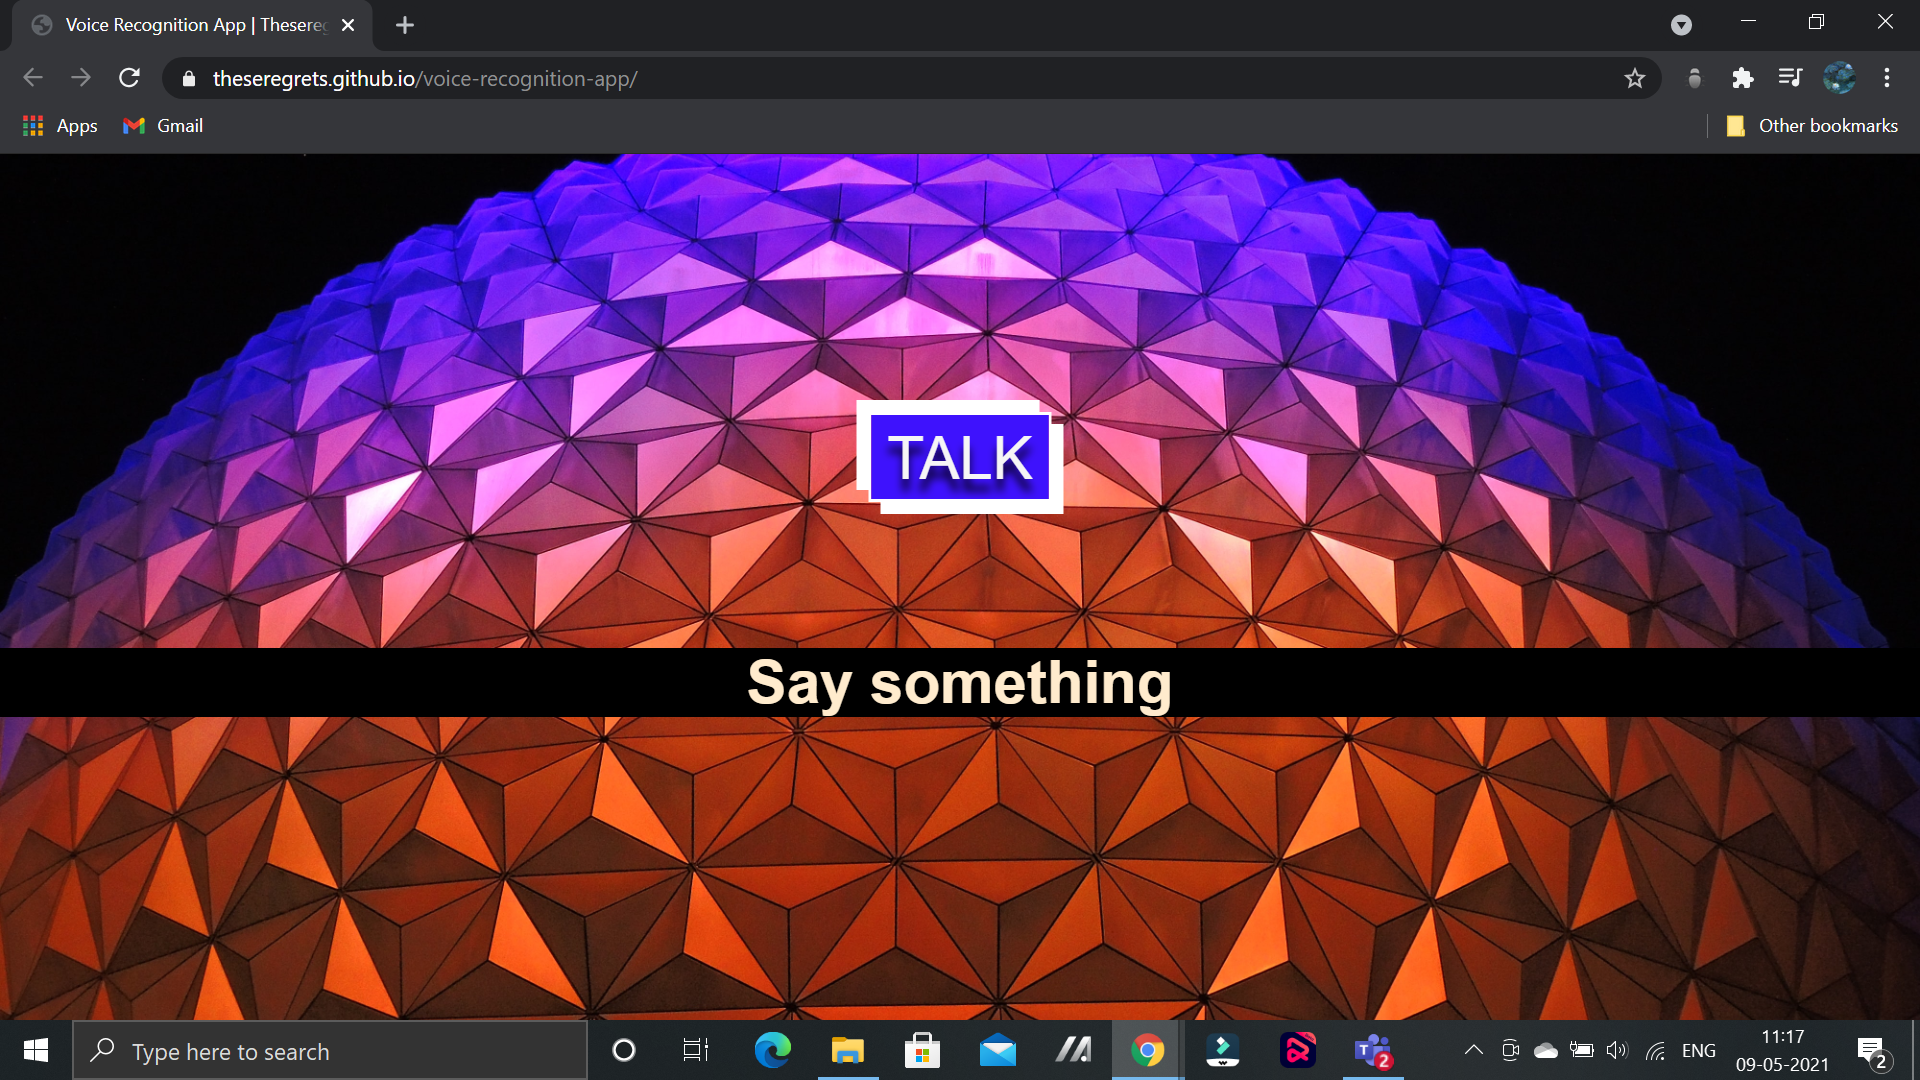 Voice Recognition App | Thesereg
theseregrets.github.io/voice-recognition-app/
Apps
Gmail
Other bookmarks
TALK
Say something
Type here to search
T
2
ENG
11:17
09-05-2021
2